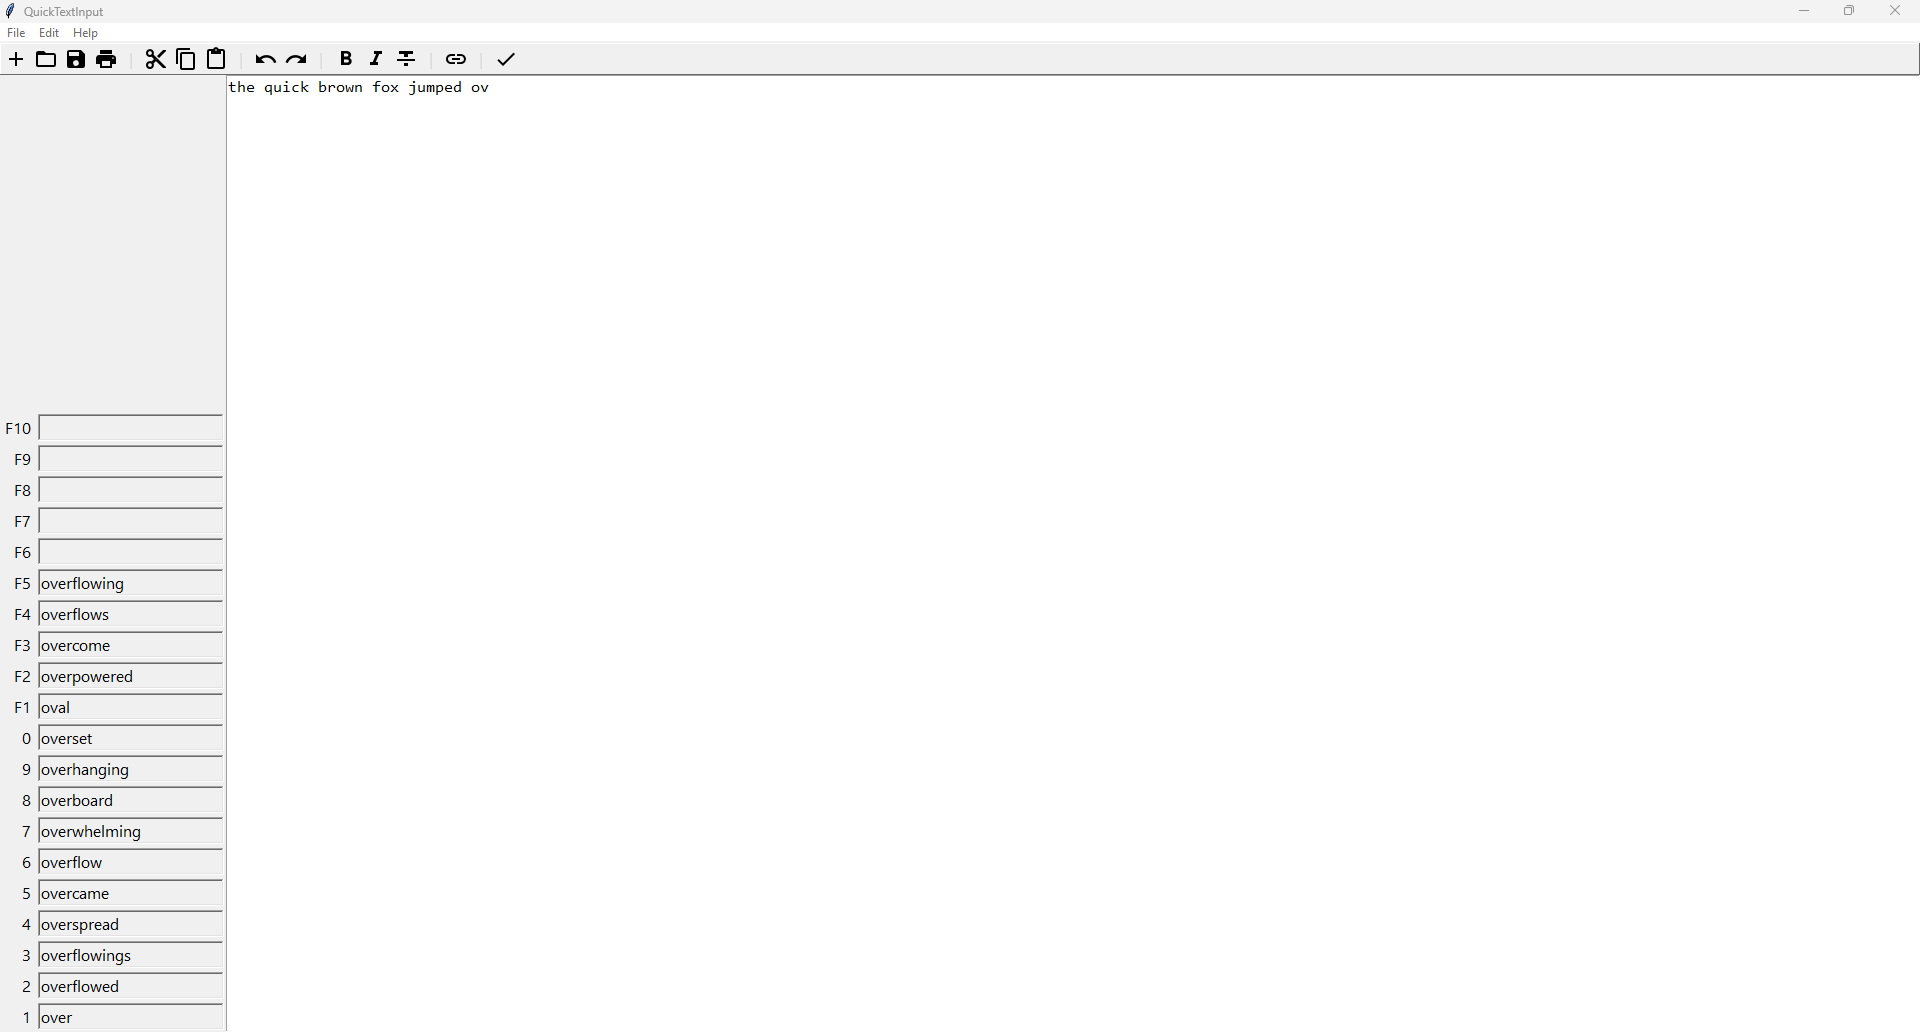 QuickTextInput
File Edit Help
B I
the quick brown fox jumped ov
F10
F9
F8
F7
F6
F5 overflowing
F4 overflows
F3 overcome
F2 overpowered
F1 oval
0 overset
9 overhanging
8 overboard
7 overwhelming
6 overflow
5 overcame
4 overspread
3 overflowings
2 overflowed
1 over